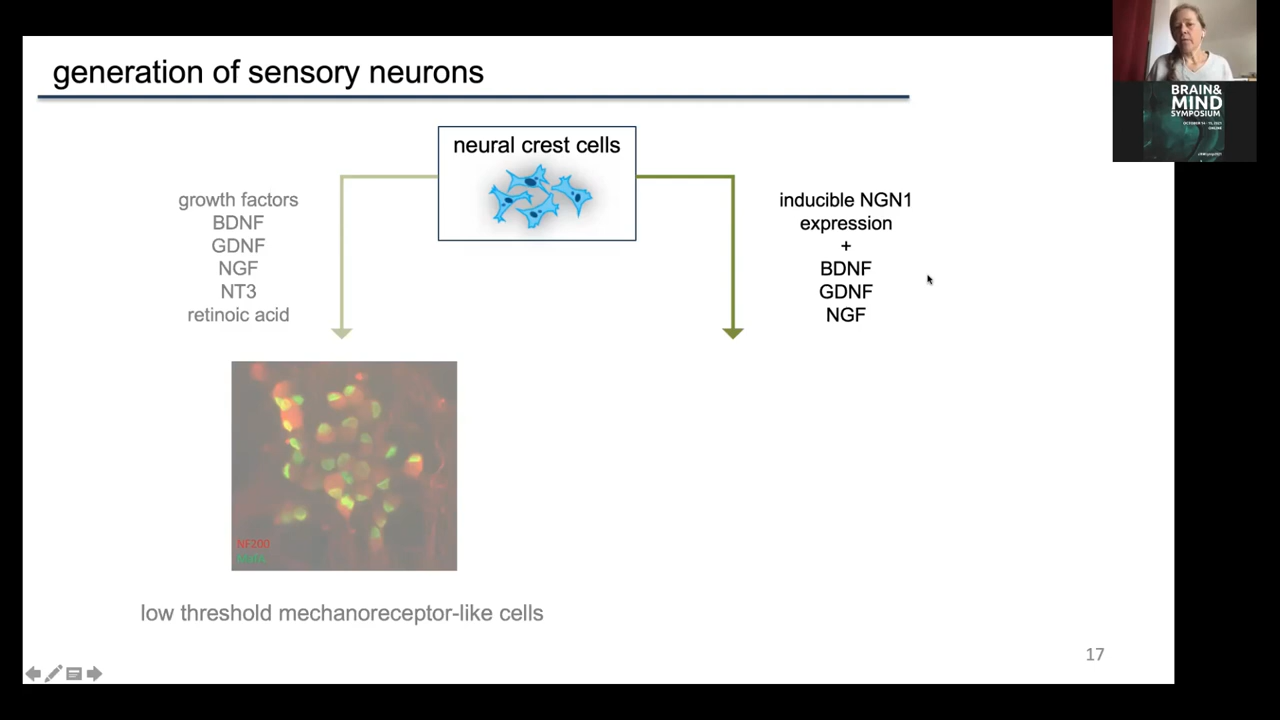 generation of sensory neurons
neural crest cells
growth factors
BDNF
GDNF
NGF
NT3
retinoic acid
inducible NGN1
expression
+
BDNF
GDNF
NGF
NF200
low threshold mechanoreceptor-like cells
17
BRAIN&
MIND
SYMPOSIUM
ONLINE